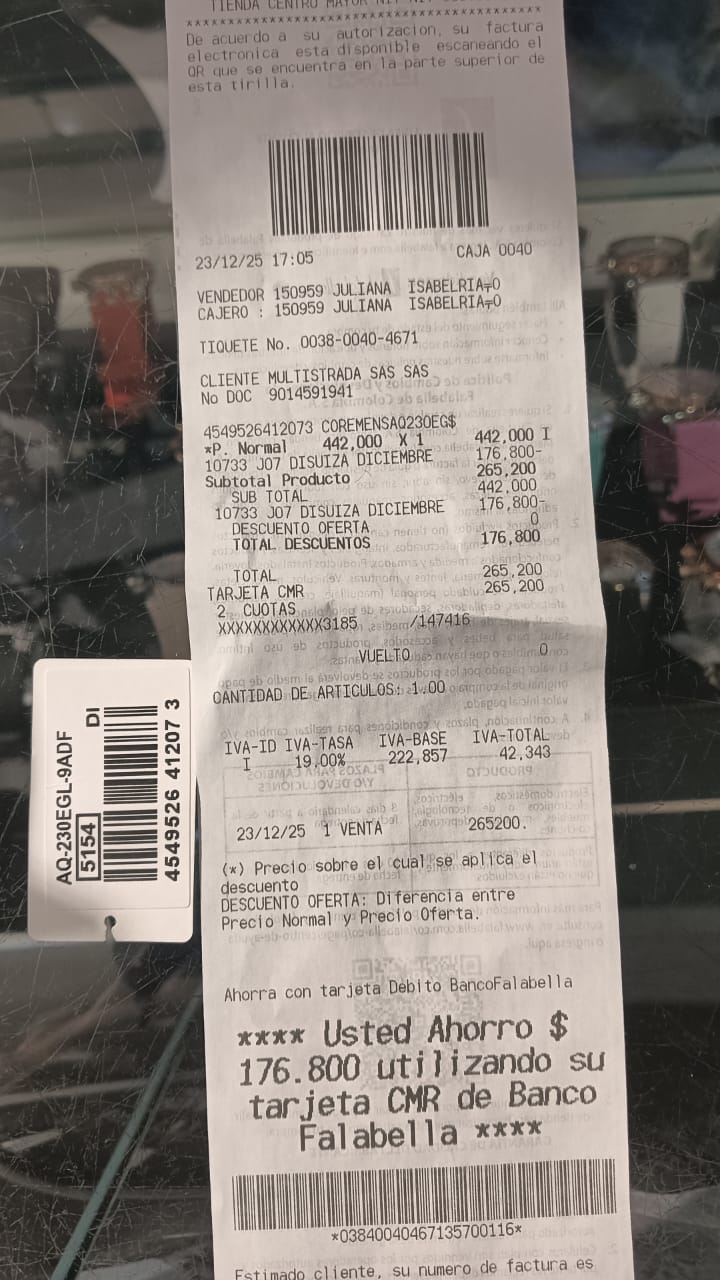 TIENDA CENTRO MAYOR NIT
****************************************
De acuerdo a su autorizacion, su factura
electronica esta disponible escaneando el
QR que se encuentra en la parte superior de
esta tirilla.
23/12/25 17:05 CAJA 0040
VENDEDOR 150959 JULIANA ISABELRIA
CAJERO : 150959 JULIANA ISABELRIA
TIQUETE No. 0038-0040-4671
CLIENTE MULTISTRADA SAS SAS
No DOC 9014591941
4549526412073 COREMENSAQ230EG$
*P. Normal 442,000 X 1 442,000 I
10733 J07 DISUIZA DICIEMBRE 176,800-
Subtotal Producto 265,200
SUB TOTAL 442,000
10733 J07 DISUIZA DICIEMBRE 176,800-
DESCUENTO OFERTA 0
TOTAL DESCUENTOS 176,800
TOTAL 265,200
TARJETA CMR 265,200
2 CUOTAS
XXXXXXXXXXXX3185 /147416
VUELTO 0
CANTIDAD DE ARTICULOS: 1.00
IVA-ID IVA-TASA IVA-BASE IVA-TOTAL
I 19,00% 222,857 42,343
23/12/25 1 VENTA 265200.
(*) Precio sobre el cual se aplica el
descuento
DESCUENTO OFERTA: Diferencia entre
Precio Normal y Precio Oferta.
Ahorra con tarjeta Debito BancoFalabella
**** Usted Ahorro $
176.800 utilizando su
tarjeta CMR de Banco
Falabella ****
*03840040467135700116*
Estimado cliente, su numero de factura es
AQ-230EGL-9ADF
5154 DI
4549526 41207 3